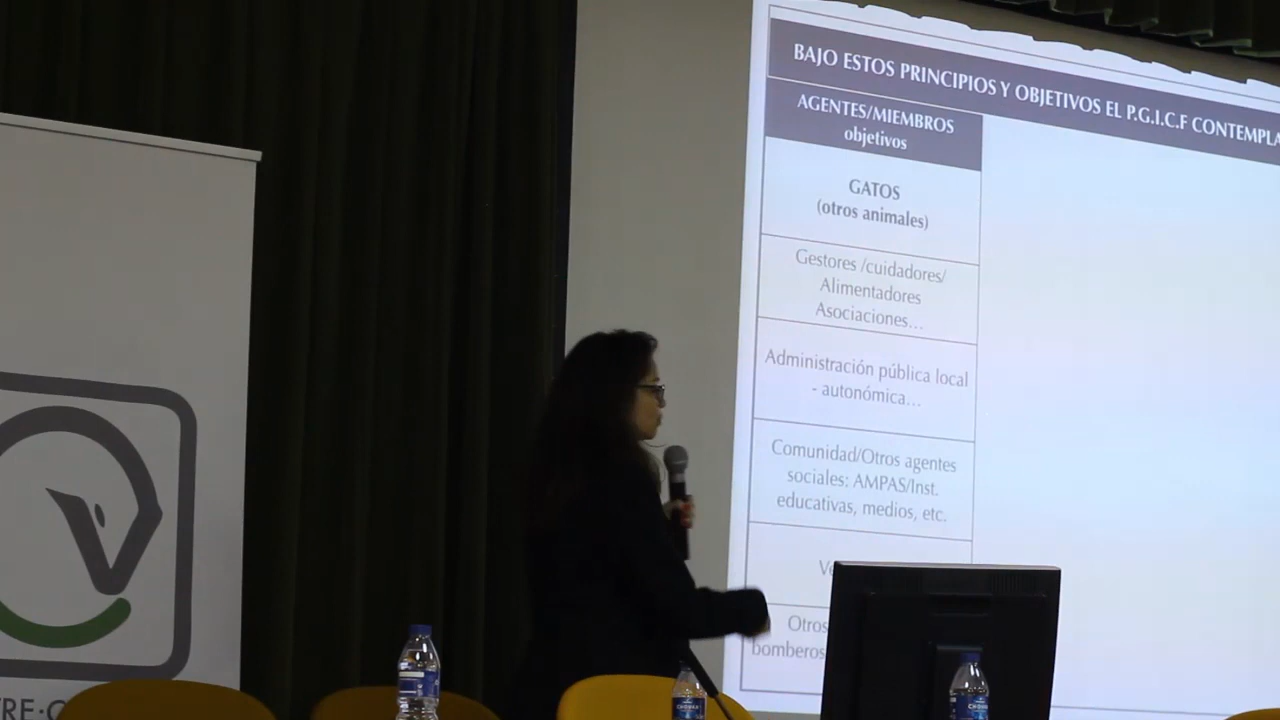 BAJO ESTOS PRINCIPIOS Y OBJETIVOS EL P.G.I.C.F CONTEMPLA
AGENTES/MIEMBROS
objetivos
GATOS
(otros animales)
Gestores /cuidadores/
Alimentadores
Asociaciones…
Administración pública local
- autonómica…
Comunidad/Otros agentes
sociales: AMPAS/Inst.
educativas, medios, etc.
Otros
bomberos